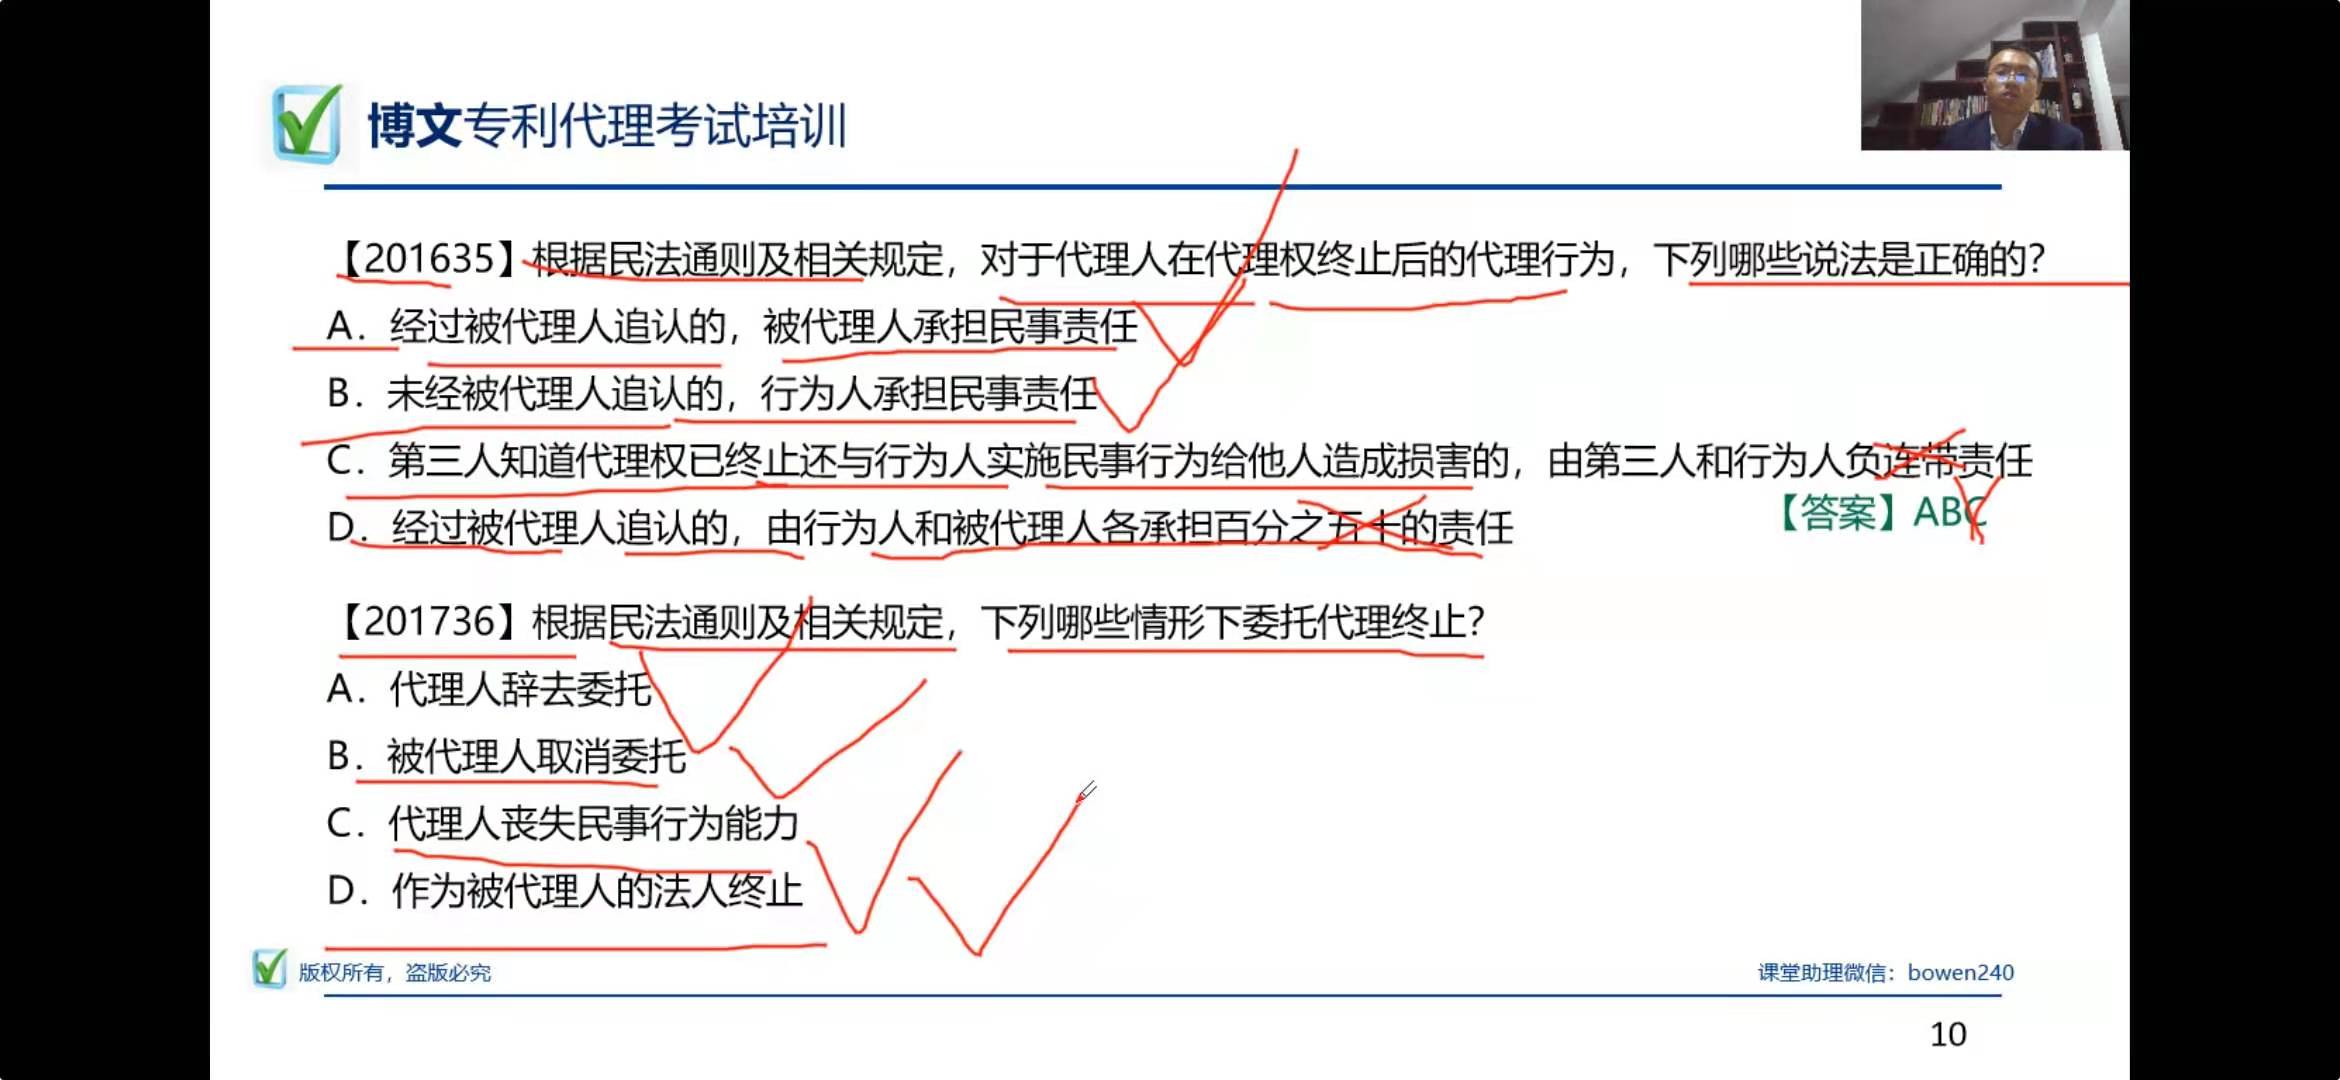 博文专利代理考试培训
【201635】根据民法通则及相关规定，对于代理人在代理权终止后的代理行为，下列哪些说法是正确的？
A．经过被代理人追认的，被代理人承担民事责任
B．未经被代理人追认的，行为人承担民事责任
C．第三人知道代理权已终止还与行为人实施民事行为给他人造成损害的，由第三人和行为人负连带责任
【答案】ABC
D．经过被代理人追认的，由行为人和被代理人各承担百分之五十的责任
【201736】根据民法通则及相关规定，下列哪些情形下委托代理终止？
A．代理人辞去委托
B．被代理人取消委托
C．代理人丧失民事行为能力
D．作为被代理人的法人终止
版权所有，盗版必究
课堂助理微信：bowen240
10